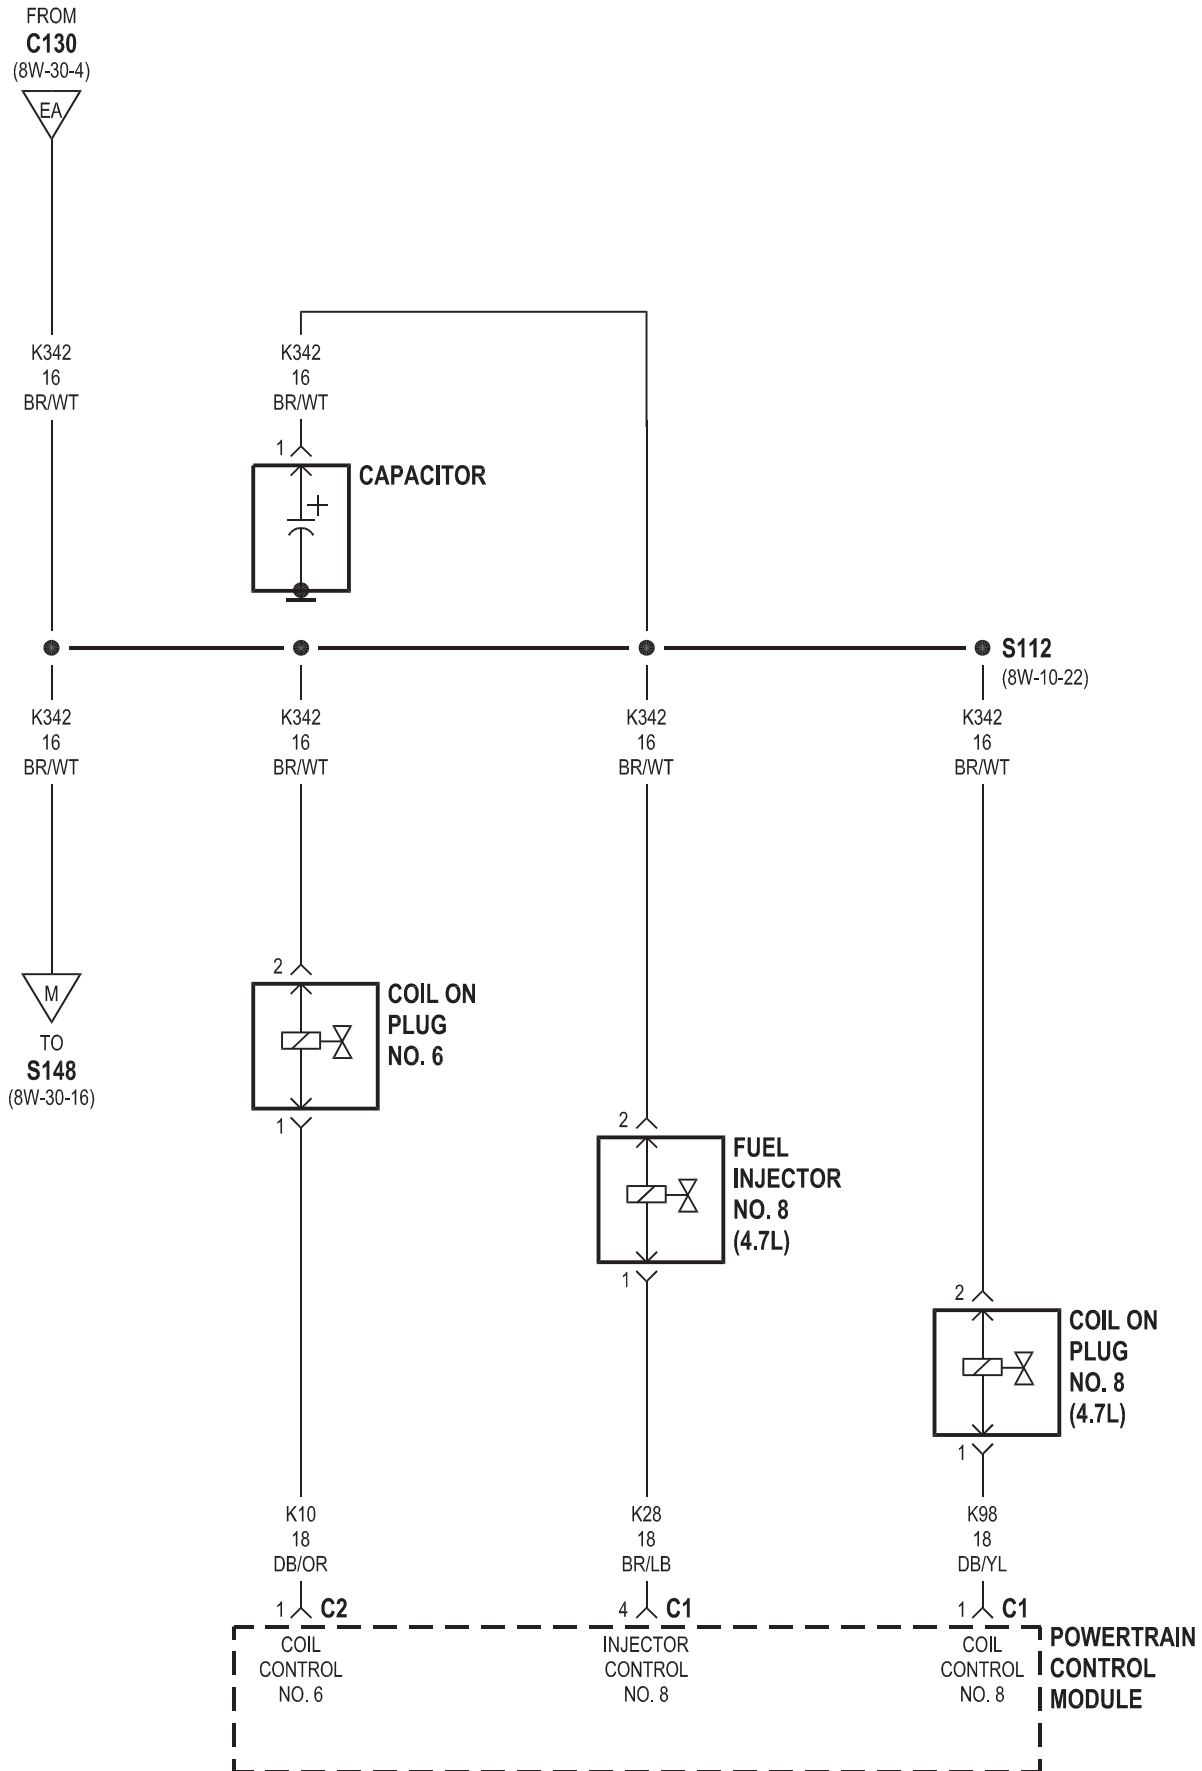 FROM
C130
(8W-30-4)
EA
K342
16
BR/WT
K342
16
BR/WT
1
CAPACITOR
+
S112
(8W-10-22)
K342
16
BR/WT
K342
16
BR/WT
K342
16
BR/WT
K342
16
BR/WT
M
TO
S148
(8W-30-16)
2
COIL ON
PLUG
NO. 6
1
2
FUEL
INJECTOR
NO. 8
(4.7L)
1
2
COIL ON
PLUG
NO. 8
(4.7L)
1
K10
18
DB/OR
K28
18
BR/LB
K98
18
DB/YL
1 C2
4 C1
1 C1
COIL
CONTROL
NO. 6
INJECTOR
CONTROL
NO. 8
COIL
CONTROL
NO. 8
POWERTRAIN
CONTROL
MODULE